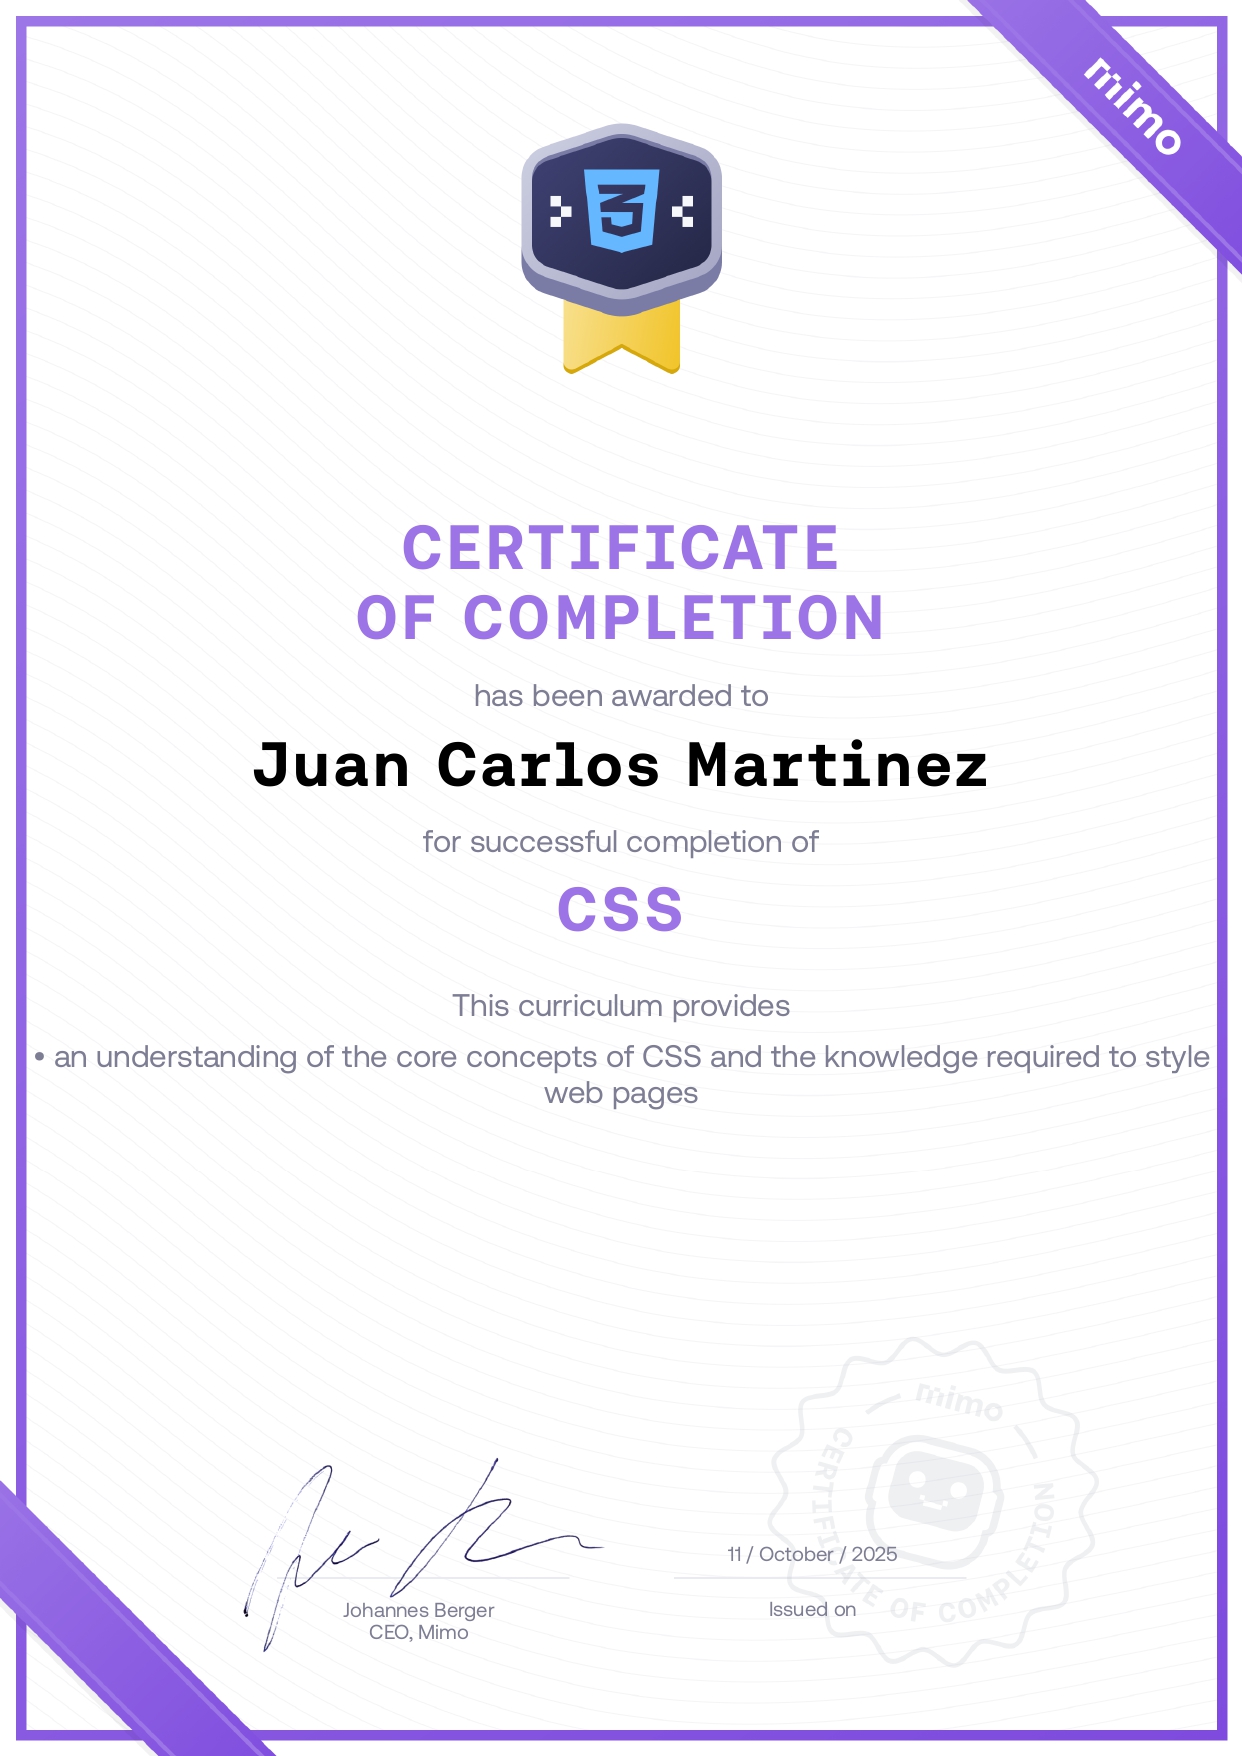 mimo
CERTIFICATE
OF COMPLETION
has been awarded to
Juan Carlos Martinez
for successful completion of
CSS
This curriculum provides
• an understanding of the core concepts of CSS and the knowledge required to style
web pages
mimo
CERTIFICATE OF COMPLETION
11 / October / 2025
Johannes Berger
CEO, Mimo
Issued on